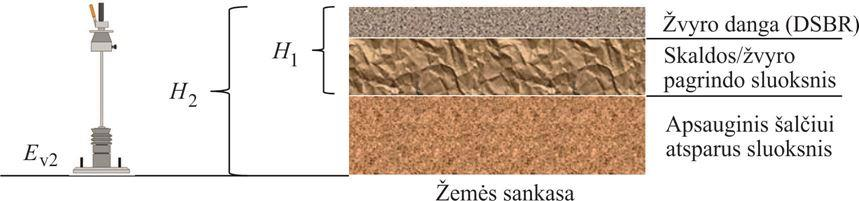 Žvyro danga (DSBR)
H1
Skaldos/žvyro
pagrindo sluoksnis
H2
Apsauginis šalčiui
atsparus sluoksnis
Ev2
Žemės sankasa